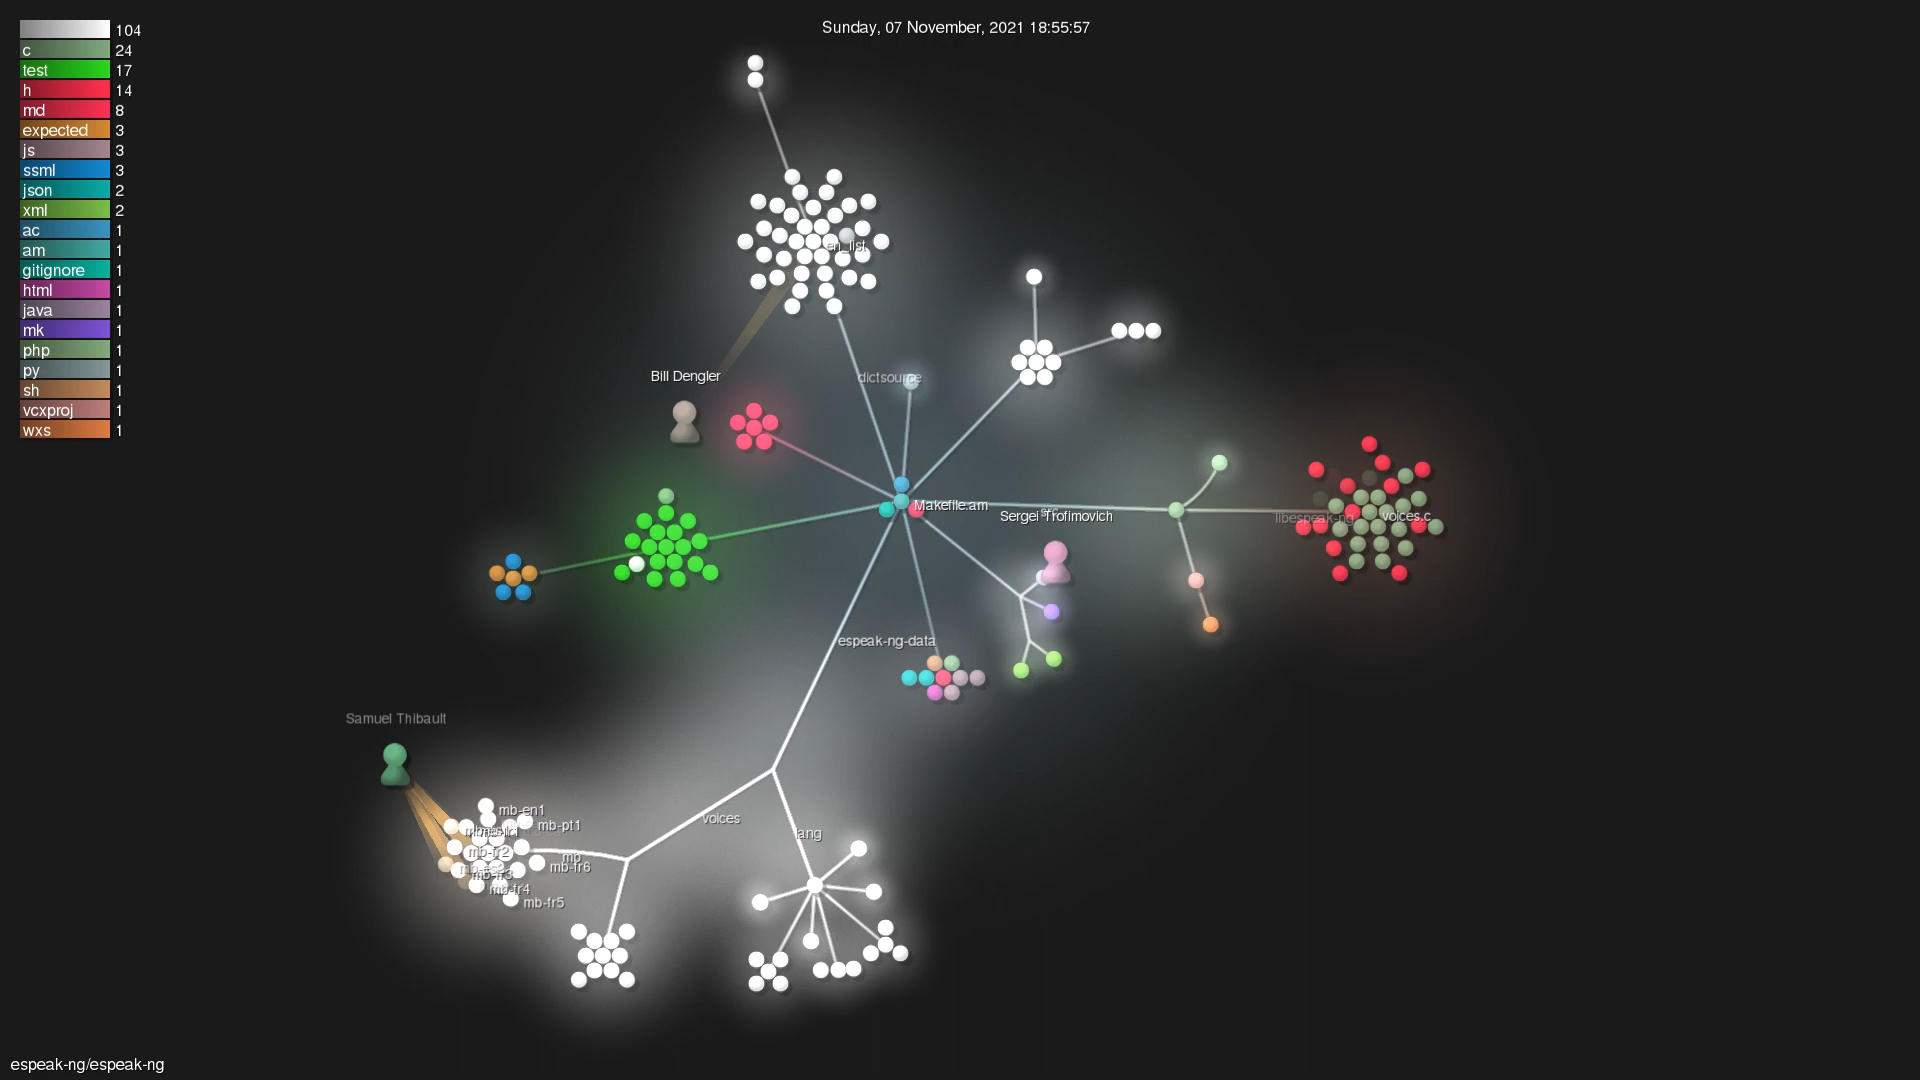 Sunday, 07 November, 2021 18:55:57
104
c 24
test 17
h 14
md 8
expected 3
js 3
ssml 3
json 2
xml 2
ac 1
am 1
gitignore 1
html 1
java 1
mk 1
php 1
py 1
sh 1
vcxproj 1
wxs 1
en_list
Bill Dengler
dictsource
Makefile.am
src
Sergei Trofimovich
libespeak-ng
voices.c
espeak-ng-data
Samuel Thibault
voices
lang
mb-en1
mb-pt1
mb-fr2
mb
mb-fr6
mb-fr3
mb-fr4
mb-fr5
espeak-ng/espeak-ng